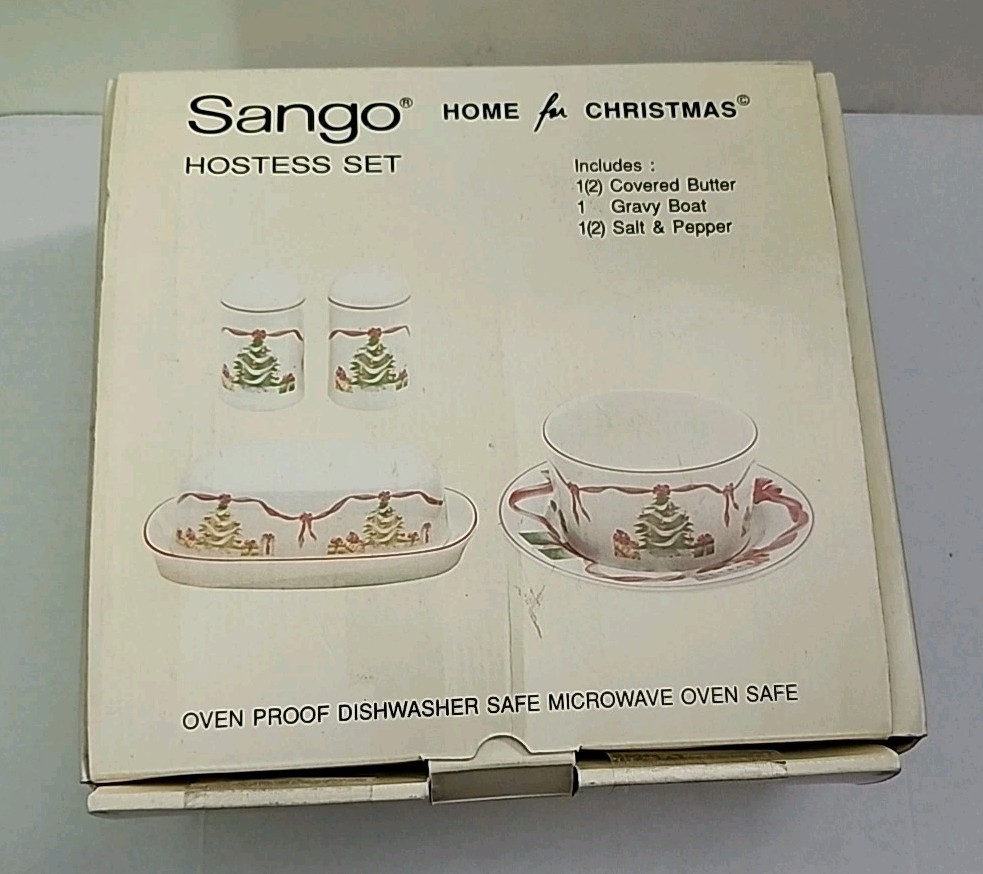 Sango® HOME for CHRISTMAS©
HOSTESS SET
Includes :
1(2) Covered Butter
1 Gravy Boat
1(2) Salt & Pepper
OVEN PROOF DISHWASHER SAFE MICROWAVE OVEN SAFE